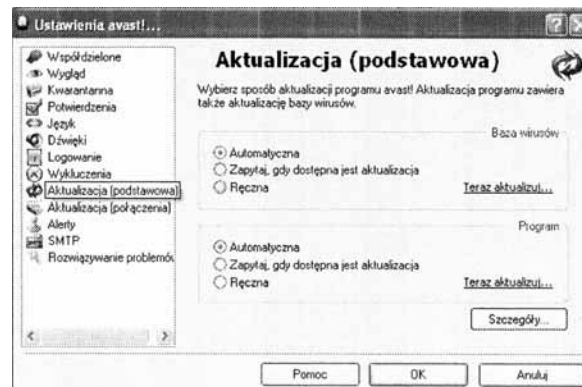 Ustawienia avast!...
Współdzielone
Wygląd
Kwarantanna
Potwierdzenia
Język
Dźwięki
Logowanie
Wykluczenia
Aktualizacja (podstawowa)
Aktualizacja (połączenia)
Alerty
SMTP
Rozwiązywanie problemów
Aktualizacja (podstawowa)
Wybierz sposób aktualizacji programu avast! Aktualizacja programu zawiera
także aktualizację bazy wirusów.
Baza wirusów
Automatyczna
Zapytaj, gdy dostępna jest aktualizacja
Ręczna
Teraz aktualizuj...
Program
Automatyczna
Zapytaj, gdy dostępna jest aktualizacja
Ręczna
Teraz aktualizuj...
Szczegóły...
Pomoc
OK
Anuluj